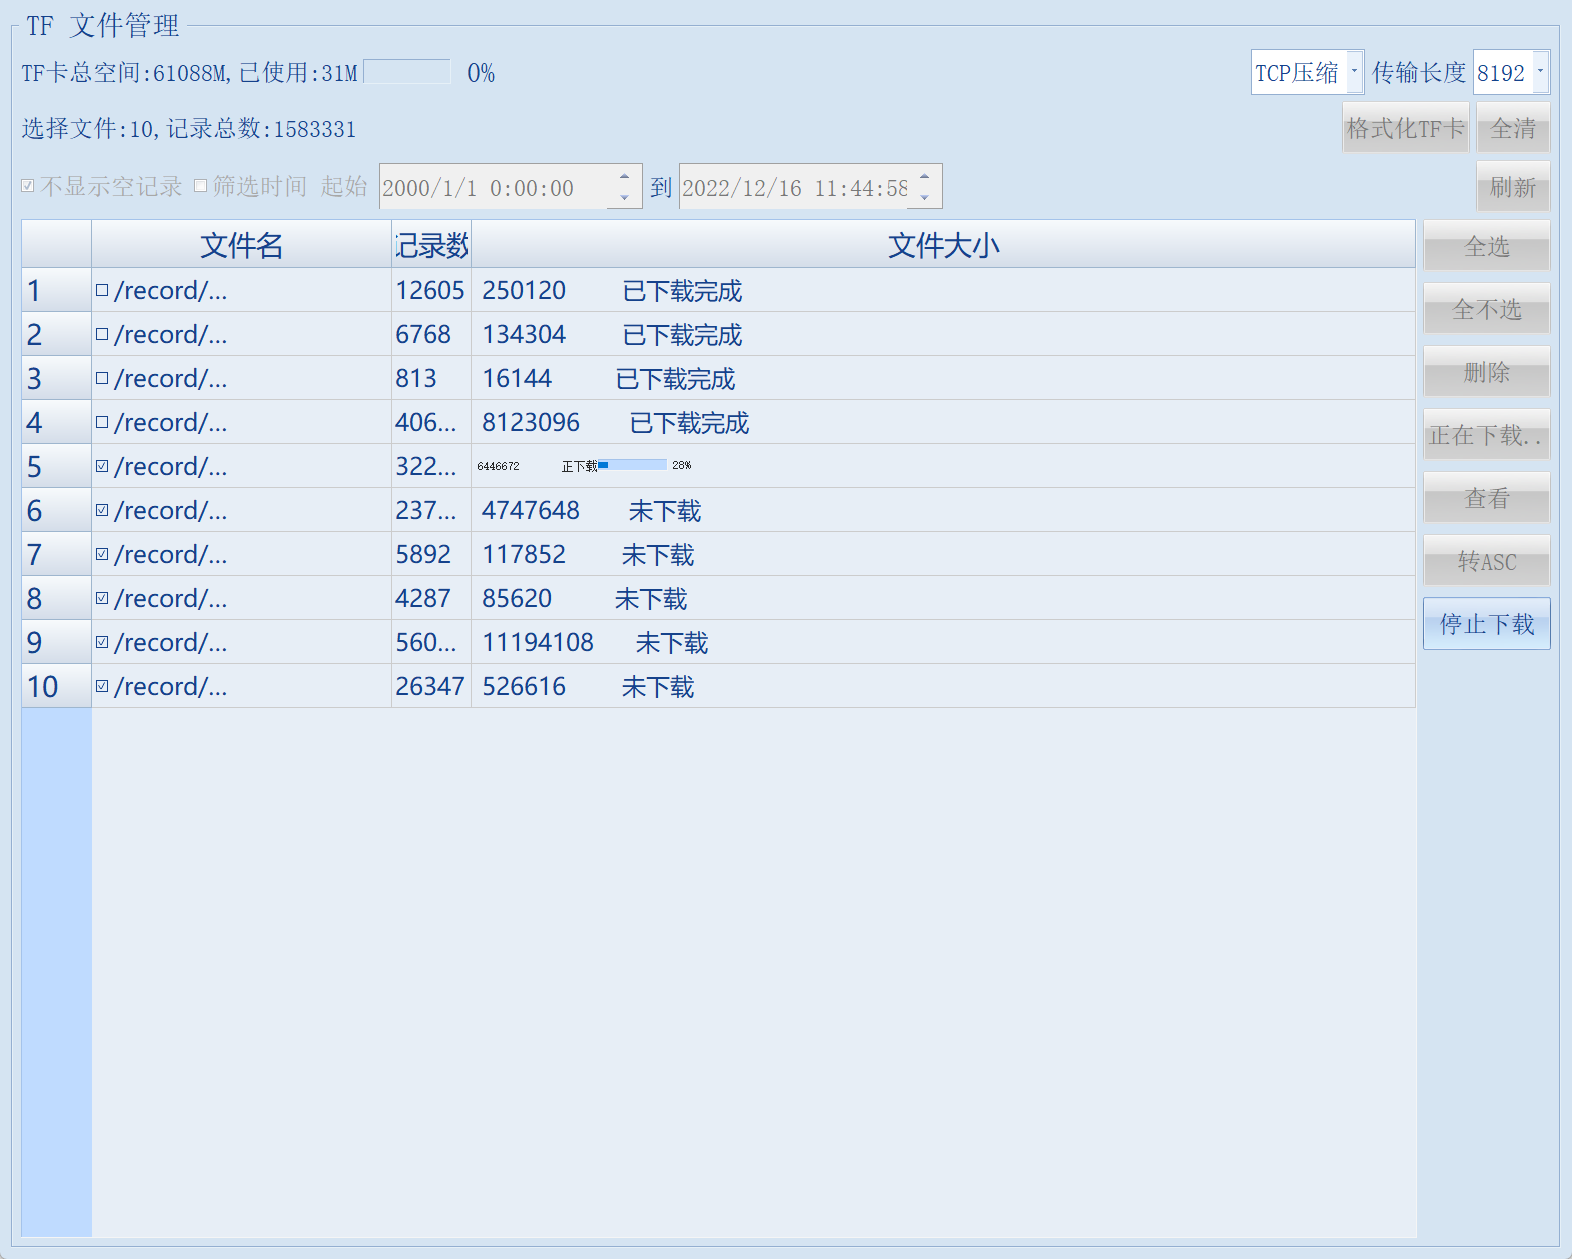 TF 文件管理
TF卡总空间:61088M,已使用:31M 0% TCP压缩 传输长度 8192
选择文件:10,记录总数:1583331 格式化TF卡 全清
不显示空记录 筛选时间 起始 2000/1/1 0:00:00 到 2022/12/16 11:44:58 刷新
文件名 记录数 文件大小 全选
1 /record/... 12605 250120 已下载完成
全不选
2 /record/... 6768 134304 已下载完成
3 /record/... 813 16144 已下载完成
删除
4 /record/... 406... 8123096 已下载完成
正在下载..
5 /record/... 322... 6446672 正下载 28%
查看
6 /record/... 237... 4747648 未下载
7 /record/... 5892 117852 未下载
转ASC
8 /record/... 4287 85620 未下载
停止下载
9 /record/... 560... 11194108 未下载
10 /record/... 26347 526616 未下载